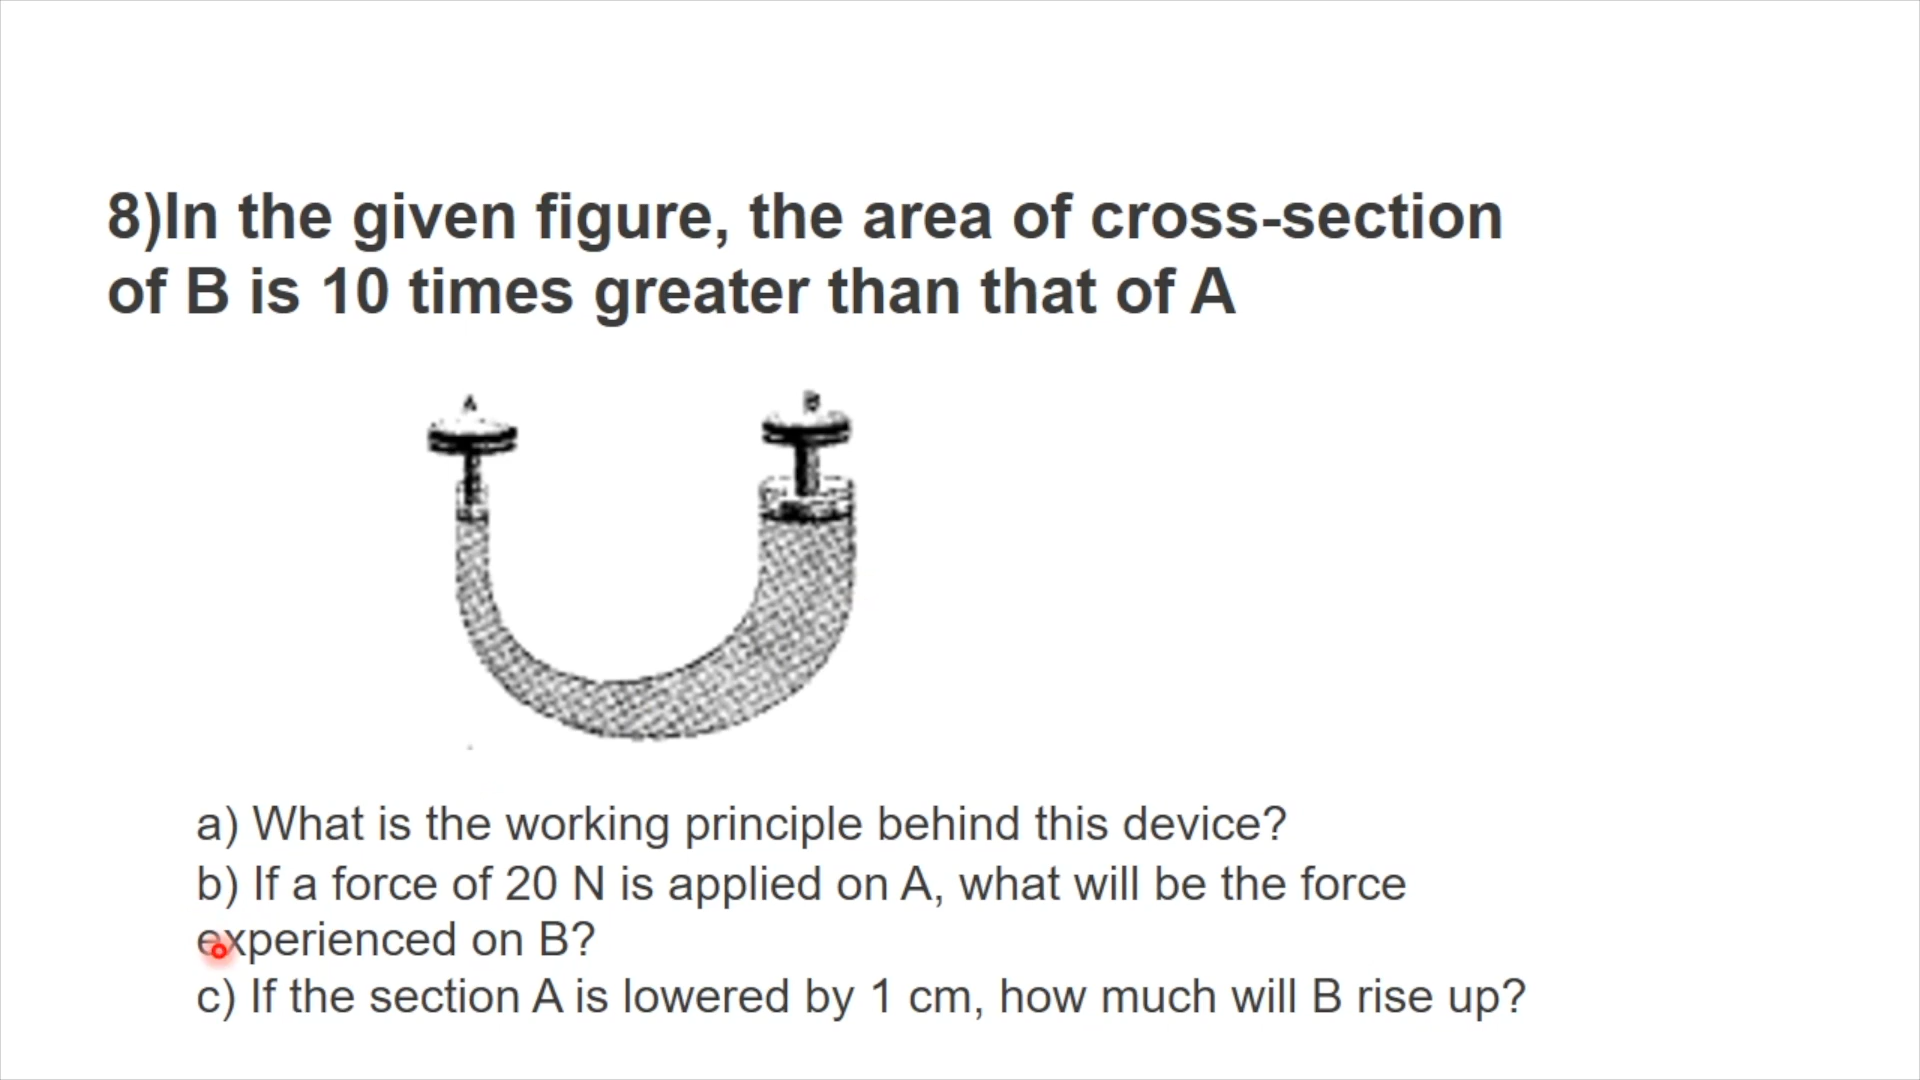 8)In the given figure, the area of cross-section
of B is 10 times greater than that of A
A
B
a) What is the working principle behind this device?
b) If a force of 20 N is applied on A, what will be the force
experienced on B?
c) If the section A is lowered by 1 cm, how much will B rise up?